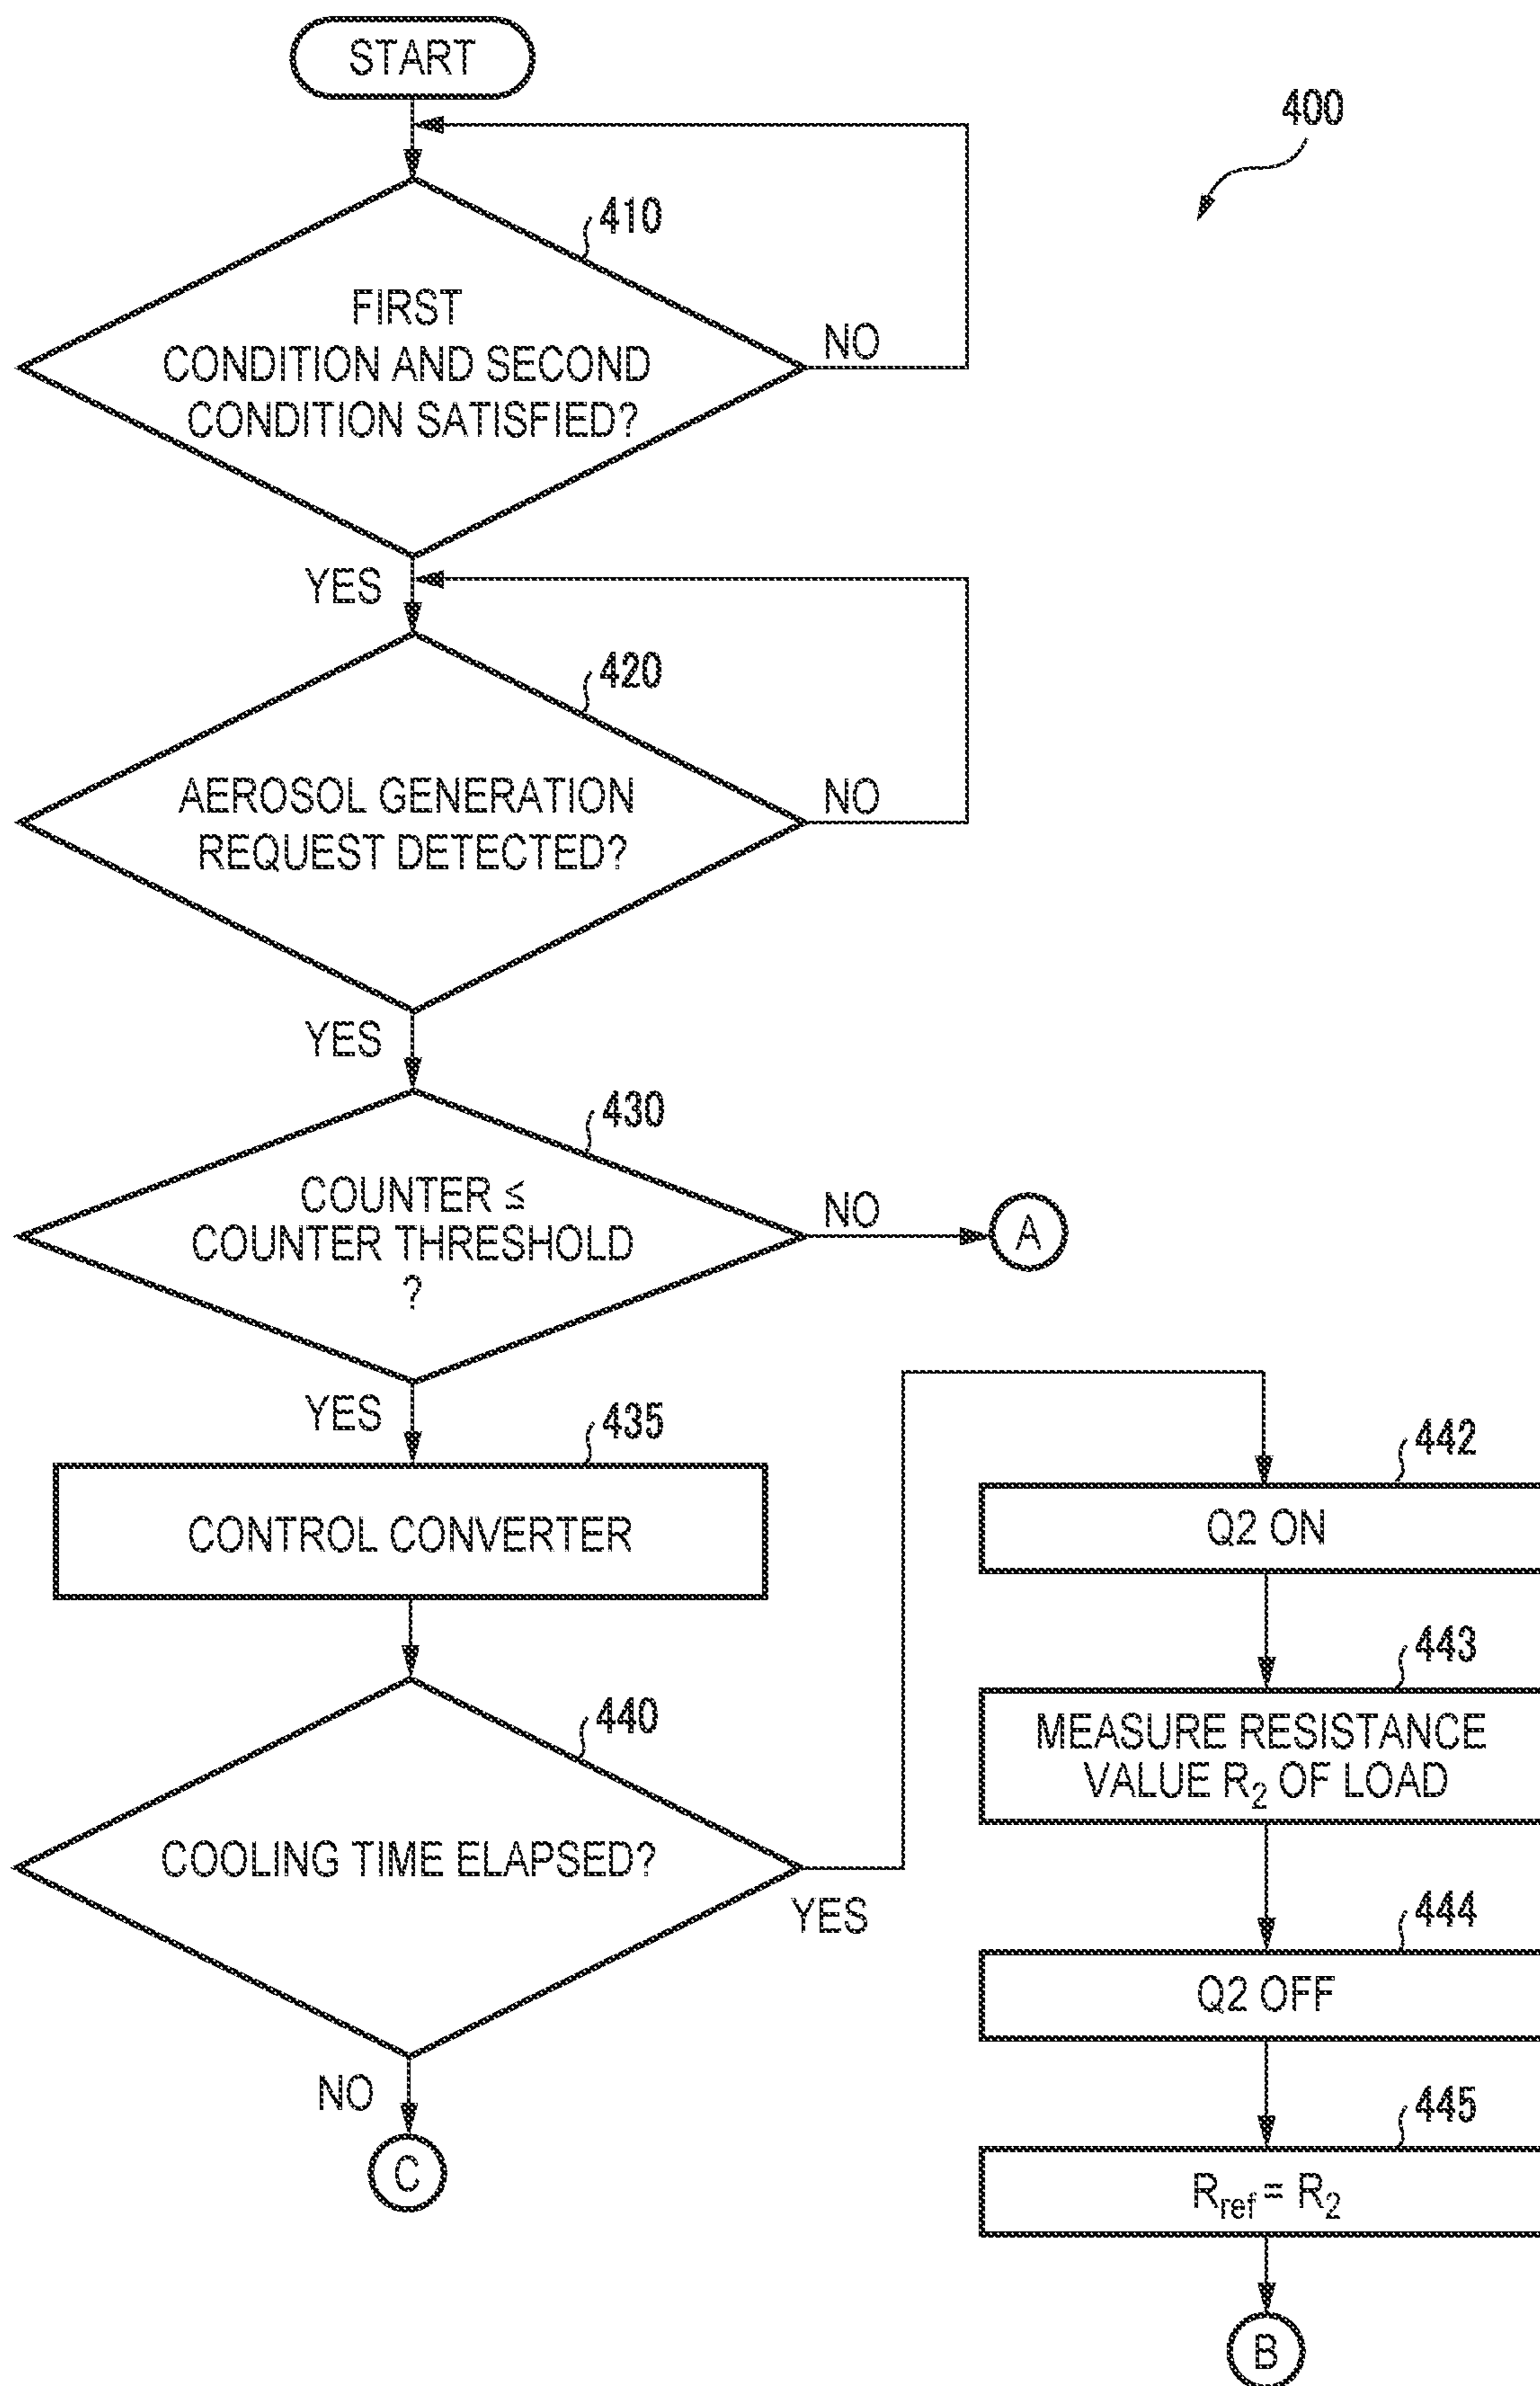 START
400
410
FIRST
CONDITION AND SECOND
CONDITION SATISFIED?
NO
YES
420
AEROSOL GENERATION
REQUEST DETECTED?
NO
YES
430
COUNTER ≦
COUNTER THRESHOLD
?
NO
A
YES
435
CONTROL CONVERTER
440
COOLING TIME ELAPSED?
YES
NO
C
442
Q2 ON
443
MEASURE RESISTANCE
VALUE R₂ OF LOAD
444
Q2 OFF
445
R_ref = R₂
B